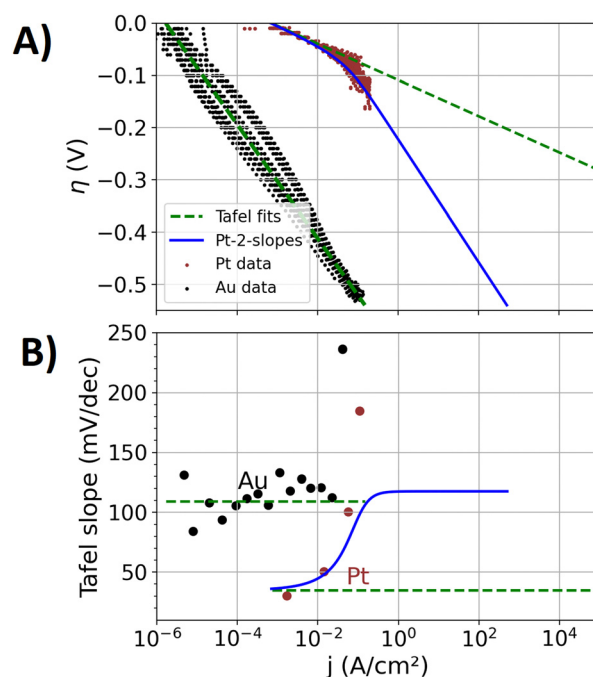 A)
η (V)
0.0
−0.1
−0.2
−0.3
−0.4
−0.5
Tafel fits
Pt-2-slopes
Pt data
Au data
B)
Tafel slope (mV/dec)
250
200
150
100
50
Au
Pt
10⁻⁶ 10⁻⁴ 10⁻² 10⁰ 10² 10⁴
j (A/cm²)